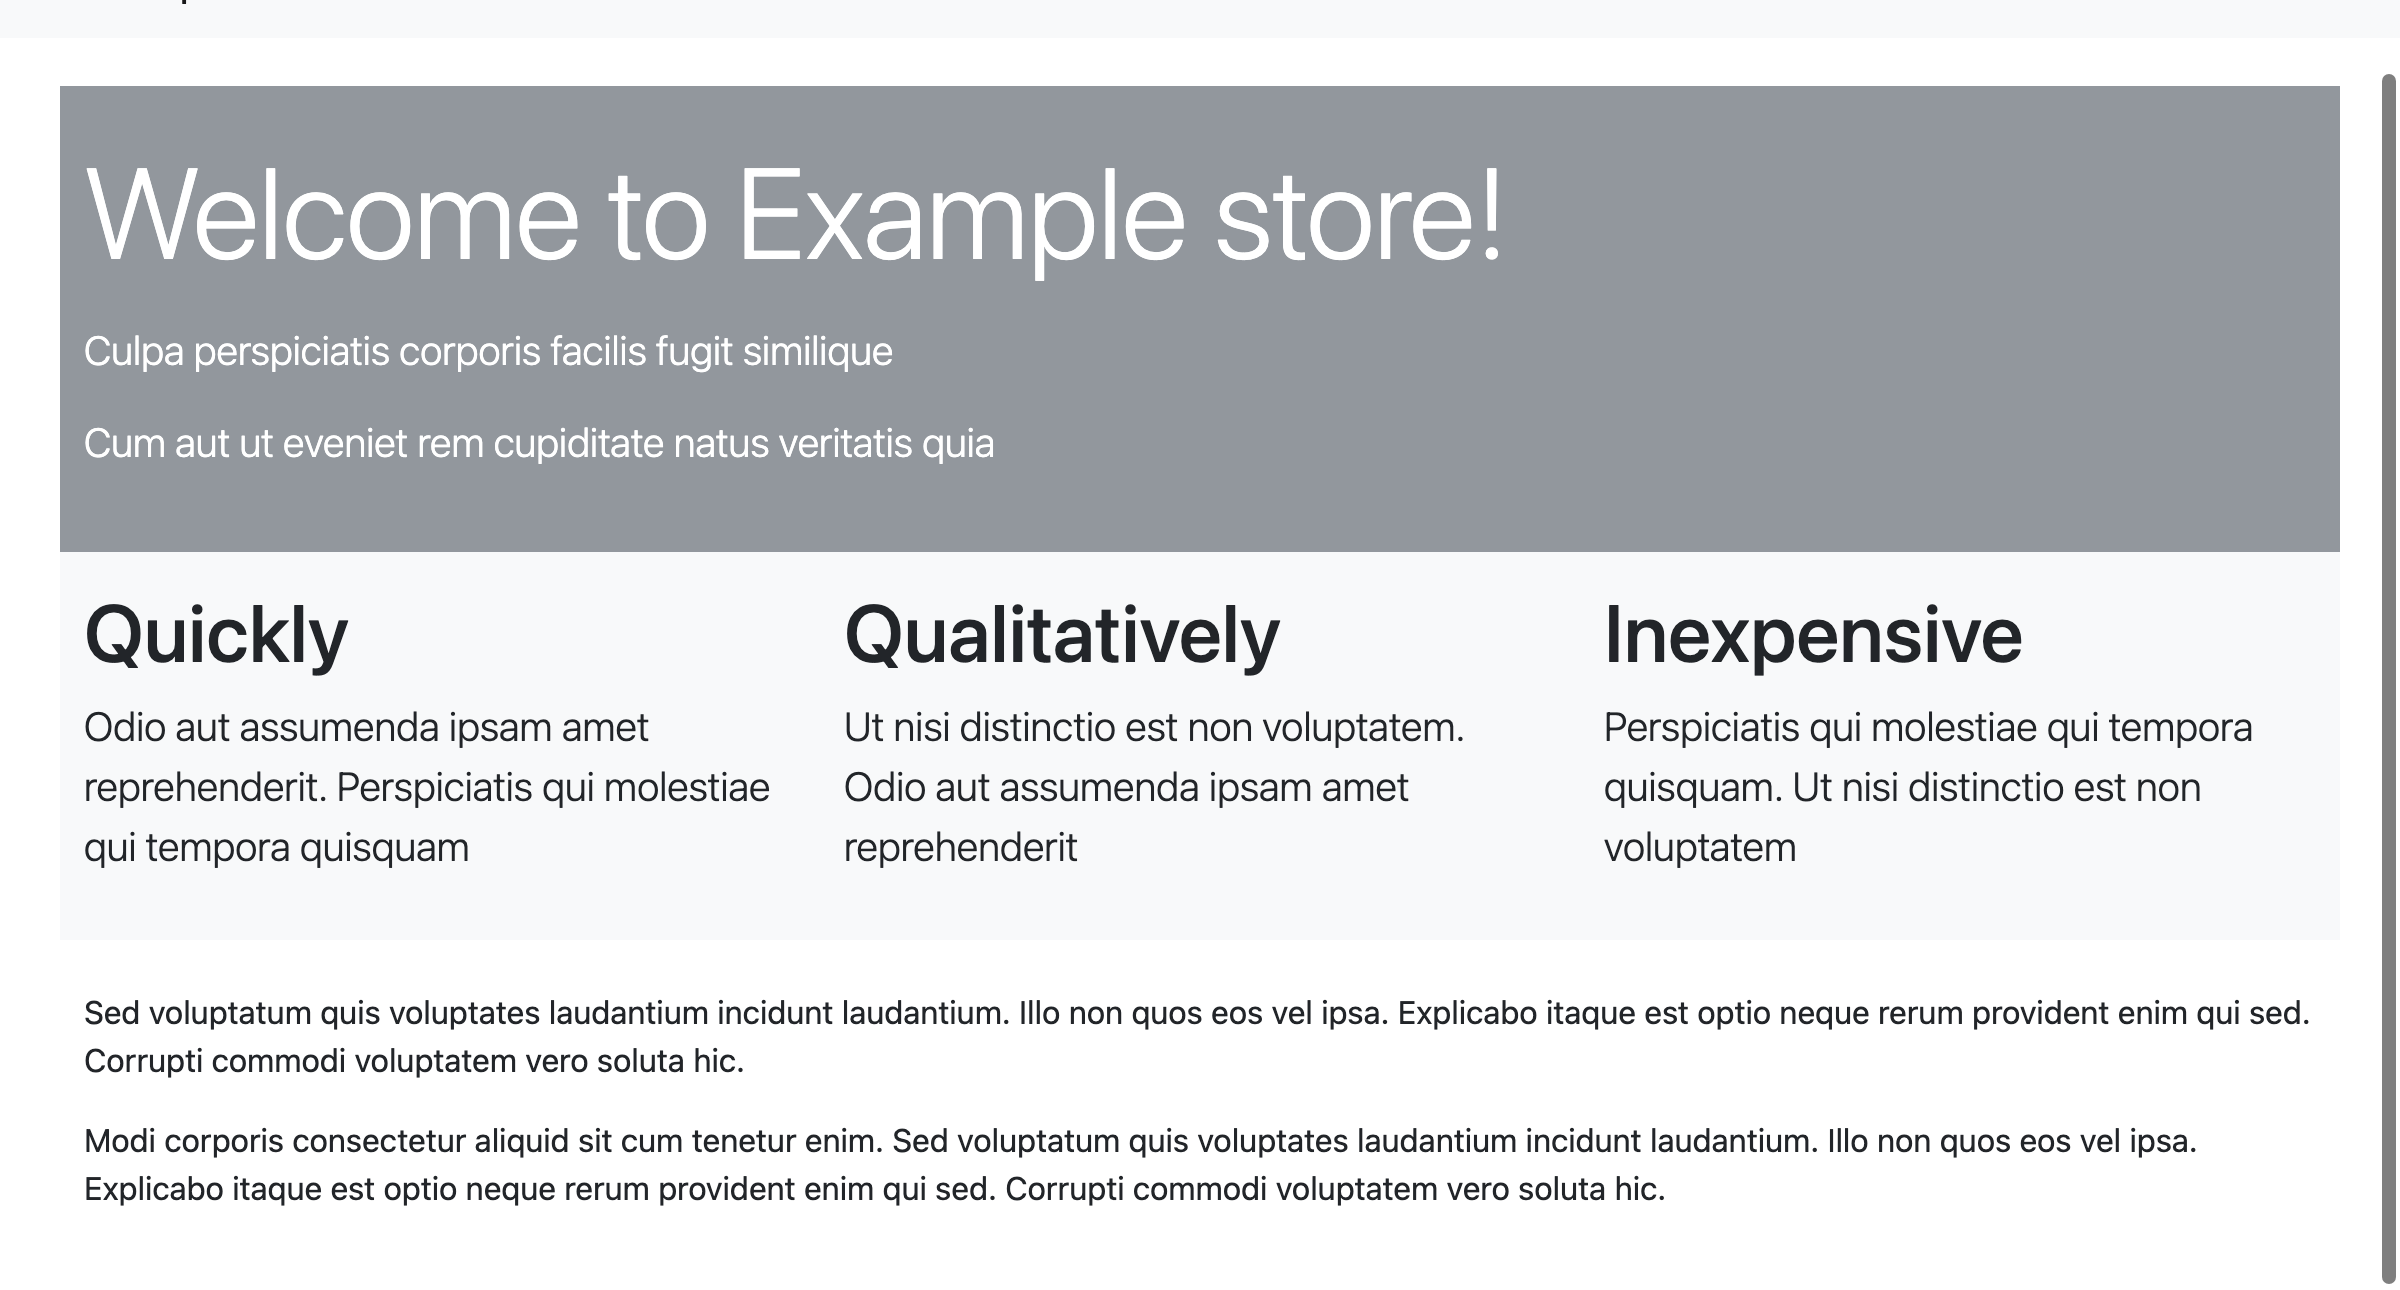 Welcome to Example store!
Culpa perspiciatis corporis facilis fugit similique
Cum aut ut eveniet rem cupiditate natus veritatis quia
Quickly
Odio aut assumenda ipsam amet
reprehenderit. Perspiciatis qui molestiae
qui tempora quisquam
Qualitatively
Ut nisi distinctio est non voluptatem.
Odio aut assumenda ipsam amet
reprehenderit
Inexpensive
Perspiciatis qui molestiae qui tempora
quisquam. Ut nisi distinctio est non
voluptatem
Sed voluptatum quis voluptates laudantium incidunt laudantium. Illo non quos eos vel ipsa. Explicabo itaque est optio neque rerum provident enim qui sed.
Corrupti commodi voluptatem vero soluta hic.
Modi corporis consectetur aliquid sit cum tenetur enim. Sed voluptatum quis voluptates laudantium incidunt laudantium. Illo non quos eos vel ipsa.
Explicabo itaque est optio neque rerum provident enim qui sed. Corrupti commodi voluptatem vero soluta hic.